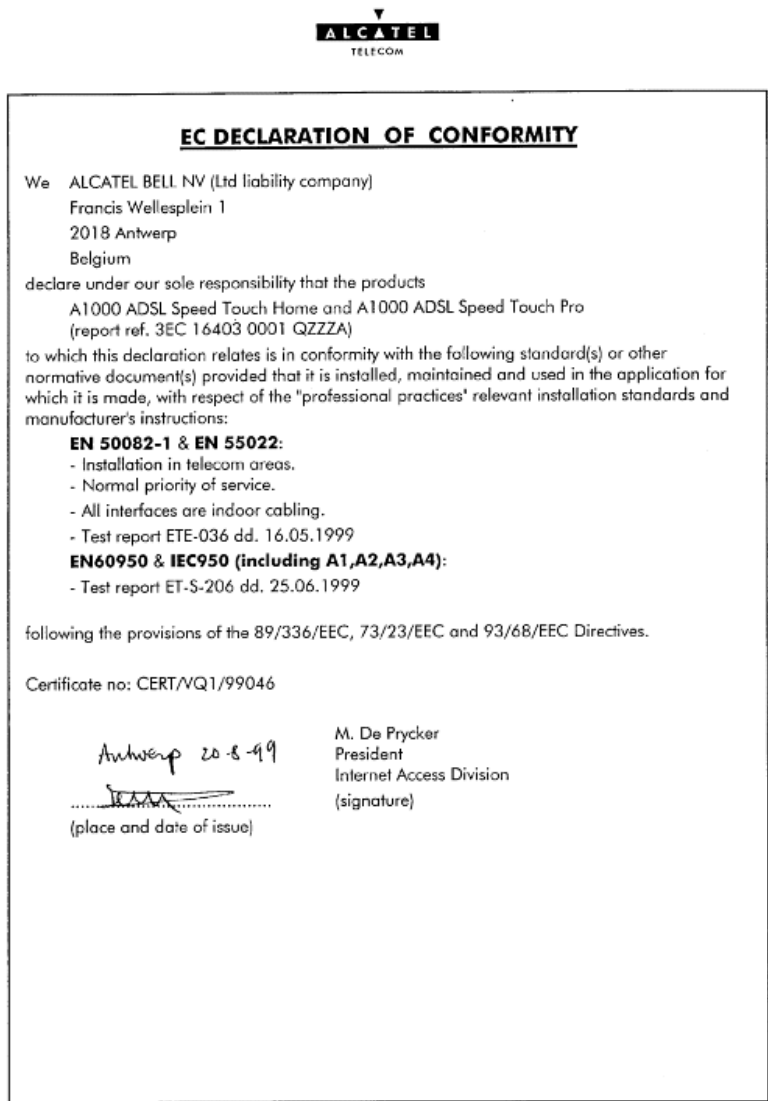 ALCATEL
TELECOM
EC DECLARATION OF CONFORMITY
We ALCATEL BELL NV (Ltd liability company)
Francis Wellesplein 1
2018 Antwerp
Belgium
declare under our sole responsibility that the products
A1000 ADSL Speed Touch Home and A1000 ADSL Speed Touch Pro
(report ref. 3EC 16403 0001 QZZZA)
to which this declaration relates is in conformity with the following standard(s) or other
normative document(s) provided that it is installed, maintained and used in the application for
which it is made, with respect of the "professional practices" relevant installation standards and
manufacturer's instructions:
EN 50082-1 & EN 55022:
- Installation in telecom areas.
- Normal priority of service.
- All interfaces are indoor cabling.
- Test report ETE-036 dd. 16.05.1999
EN60950 & IEC950 (including A1,A2,A3,A4):
- Test report ET-S-206 dd. 25.06.1999
following the provisions of the 89/336/EEC, 73/23/EEC and 93/68/EEC Directives.
Certificate no: CERT/VQ1/99046
Antwerp 20-8-99
M. De Prycker
President
Internet Access Division
(signature)
(place and date of issue)